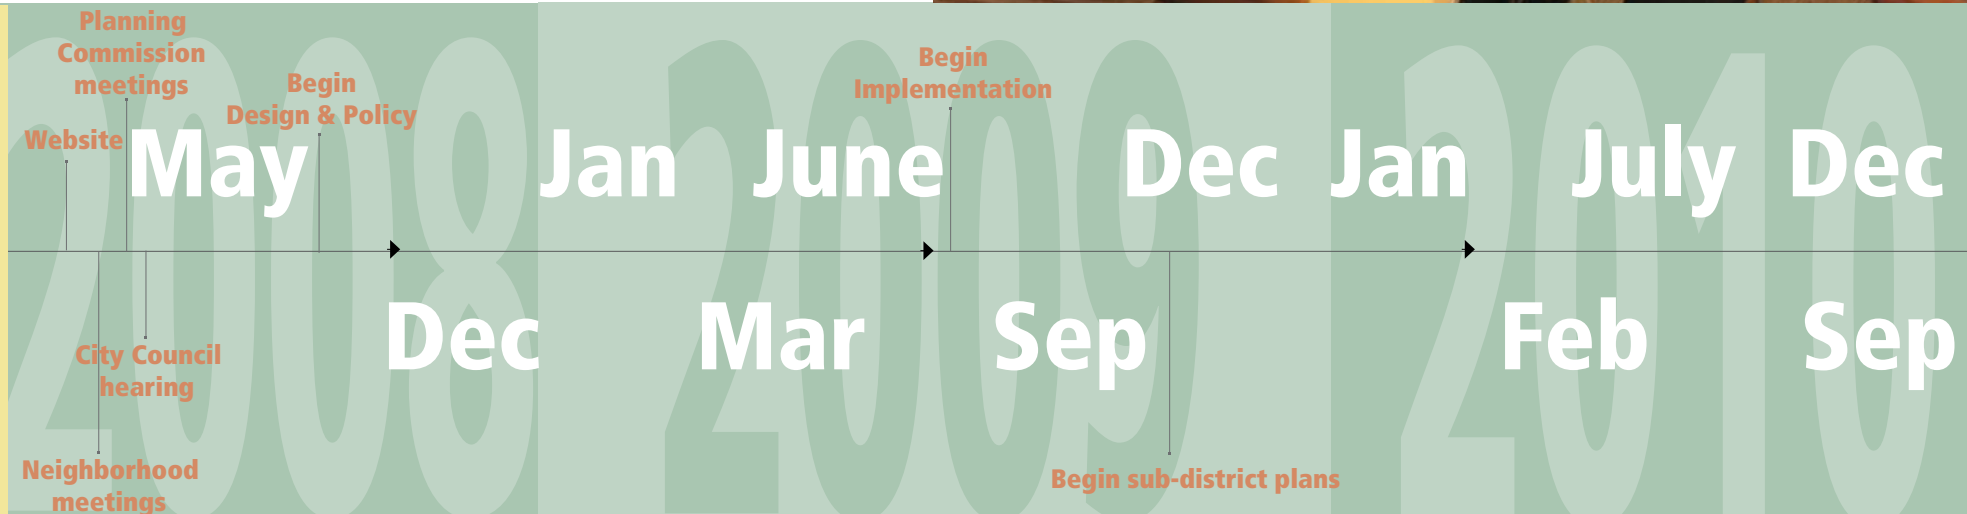 2008
2009
2010
Planning
Commission
meetings
Website
Begin
Design & Policy
Begin
Implementation
May
Jan
June
Dec
Jan
July
Dec
Dec
Mar
Sep
Feb
Sep
City Council
hearing
Neighborhood
meetings
Begin sub-district plans